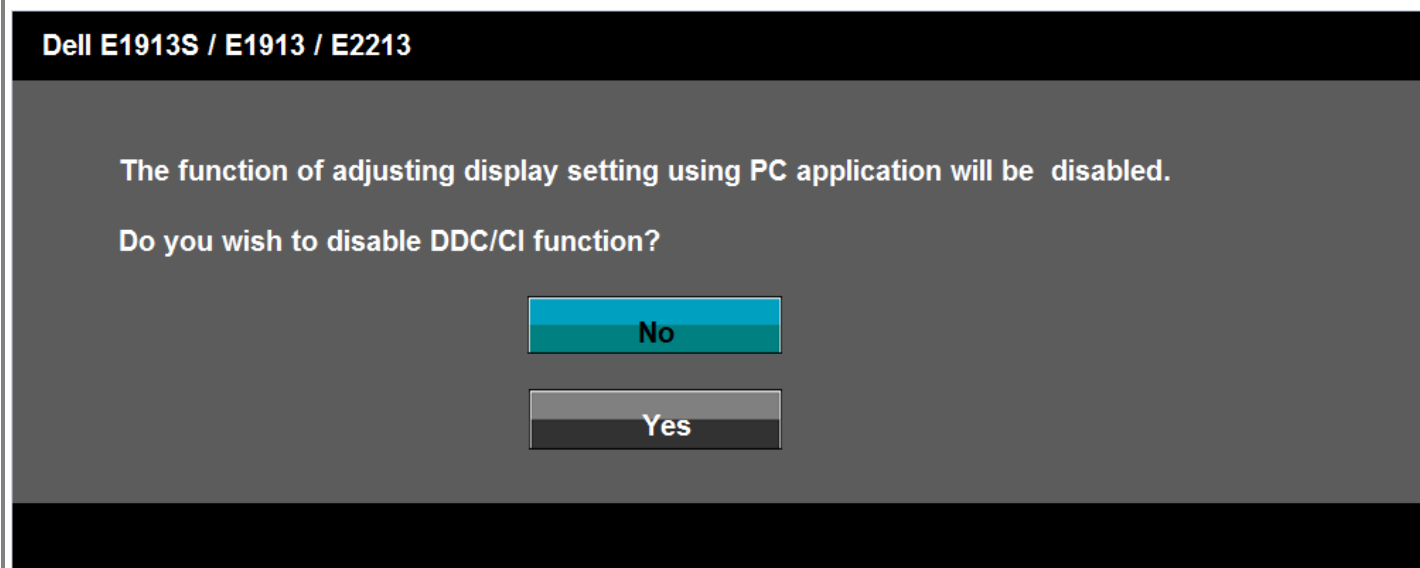 Dell E1913S / E1913 / E2213
The function of adjusting display setting using PC application will be  disabled.
Do you wish to disable DDC/CI function?
No
Yes